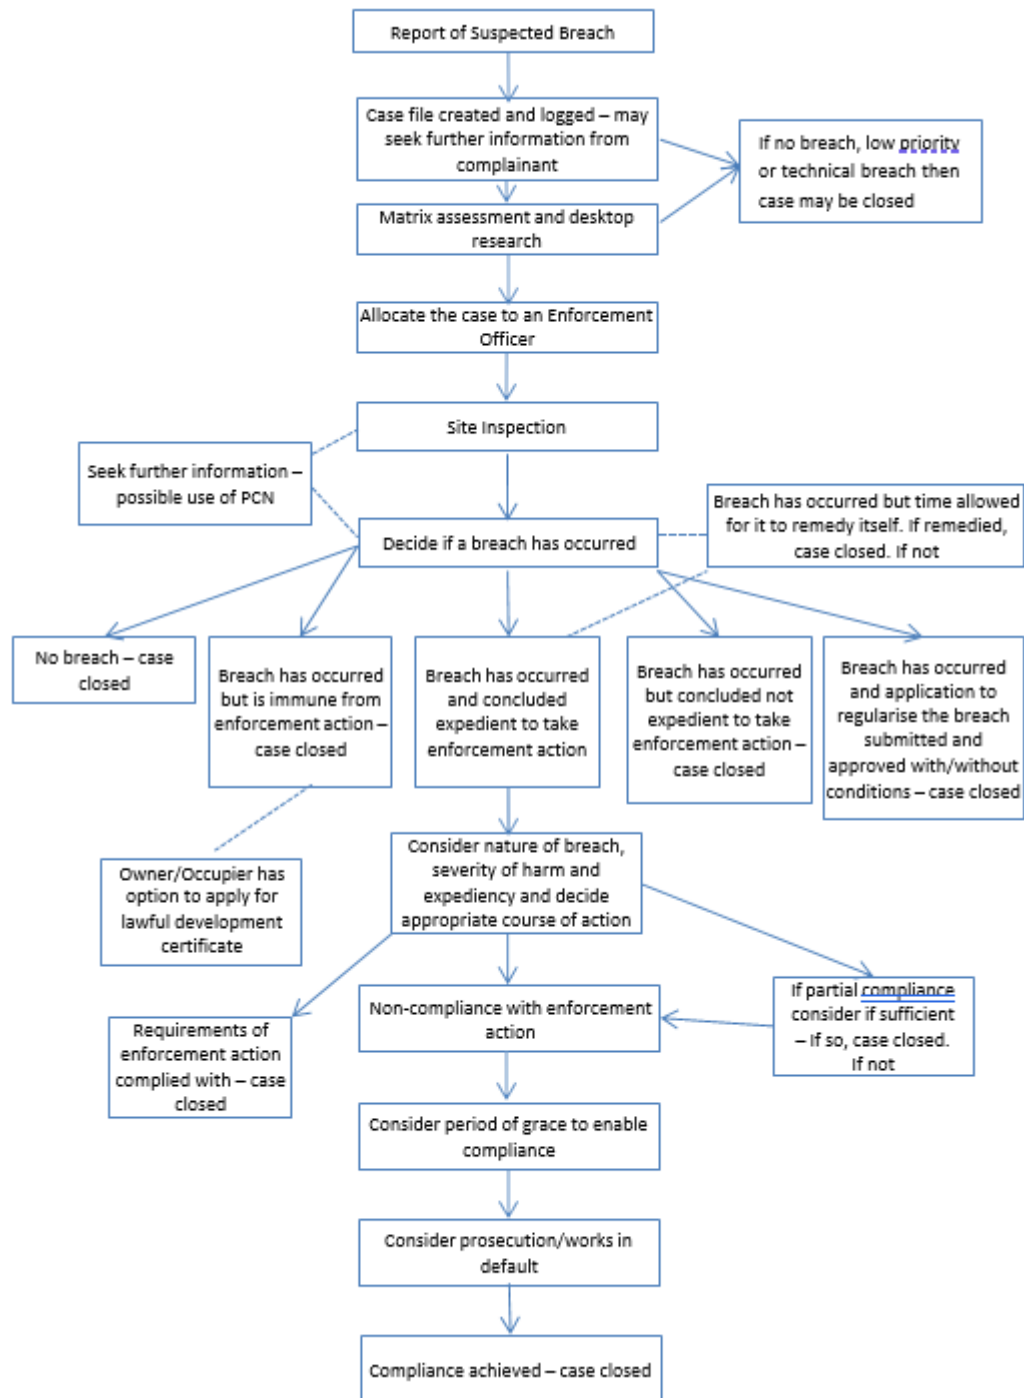 Report of Suspected Breach
Case file created and logged – may
seek further information from
complainant
If no breach, low priority
or technical breach then
case may be closed
Matrix assessment and desktop
research
Allocate the case to an Enforcement
Officer
Site Inspection
Seek further information –
possible use of PCN
Breach has occurred but time allowed
for it to remedy itself. If remedied,
case closed. If not
Decide if a breach has occurred
No breach – case
closed
Breach has occurred
but is immune from
enforcement action –
case closed
Breach has occurred
and concluded
expedient to take
enforcement action
Breach has occurred
but concluded not
expedient to take
enforcement action –
case closed
Breach has occurred
and application to
regularise the breach
submitted and
approved with/without
conditions – case closed
Owner/Occupier has
option to apply for
lawful development
certificate
Consider nature of breach,
severity of harm and
expediency and decide
appropriate course of action
Requirements of
enforcement action
complied with – case
closed
Non-compliance with enforcement
action
If partial compliance
consider if sufficient
– If so, case closed.
If not
Consider period of grace to enable
compliance
Consider prosecution/works in
default
Compliance achieved – case closed